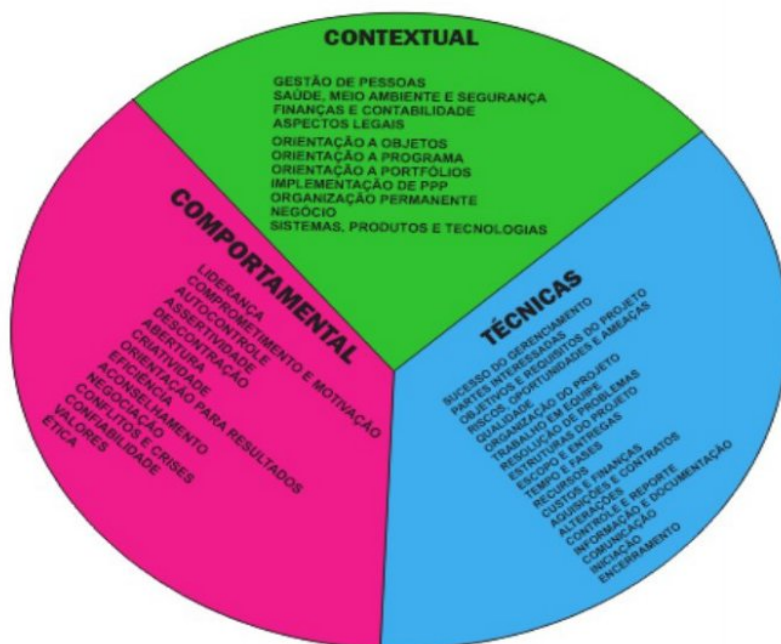 CONTEXTUAL
GESTÃO DE PESSOAS
SAÚDE, MEIO AMBIENTE E SEGURANÇA
FINANÇAS E CONTABILIDADE
ASPECTOS LEGAIS
ORIENTAÇÃO A OBJETOS
ORIENTAÇÃO A PROGRAMA
ORIENTAÇÃO A PORTFÓLIOS
IMPLEMENTAÇÃO DE PPP
ORGANIZAÇÃO PERMANENTE
NEGÓCIO
SISTEMAS, PRODUTOS E TECNOLOGIAS
COMPORTAMENTAL
LIDERANÇA
COMPROMETIMENTO E MOTIVAÇÃO
AUTOCONTROLE
ASSERTIVIDADE
DESCONTRAÇÃO
ABERTURA
CRIATIVIDADE
ORIENTAÇÃO PARA RESULTADOS
EFICIÊNCIA
ACONSELHAMENTO
NEGOCIAÇÃO
CONFLITOS E CRISES
CONFIABILIDADE
VALORES
ETICA
TÉCNICAS
SUCESSO DO GERENCIAMENTO
PARTES INTERESSADAS
OBJETIVOS E REQUISITOS DO PROJETO
RISCOS, OPORTUNIDADES E AMEAÇAS
QUALIDADE
ORGANIZAÇÃO DO PROJETO
TRABALHO EM EQUIPE
RESOLUÇÃO DE PROBLEMAS
ESTRUTURAS DO PROJETO
ESCOPO E ENTREGAS
TEMPO E FASES
RECURSOS
CUSTOS E FINANÇAS
AQUISIÇÕES E CONTRATOS
ALTERAÇÕES
CONTROLE E REPORTE
INFORMAÇÃO E DOCUMENTAÇÃO
COMUNICAÇÃO
INICIAÇÃO
ENCERRAMENTO